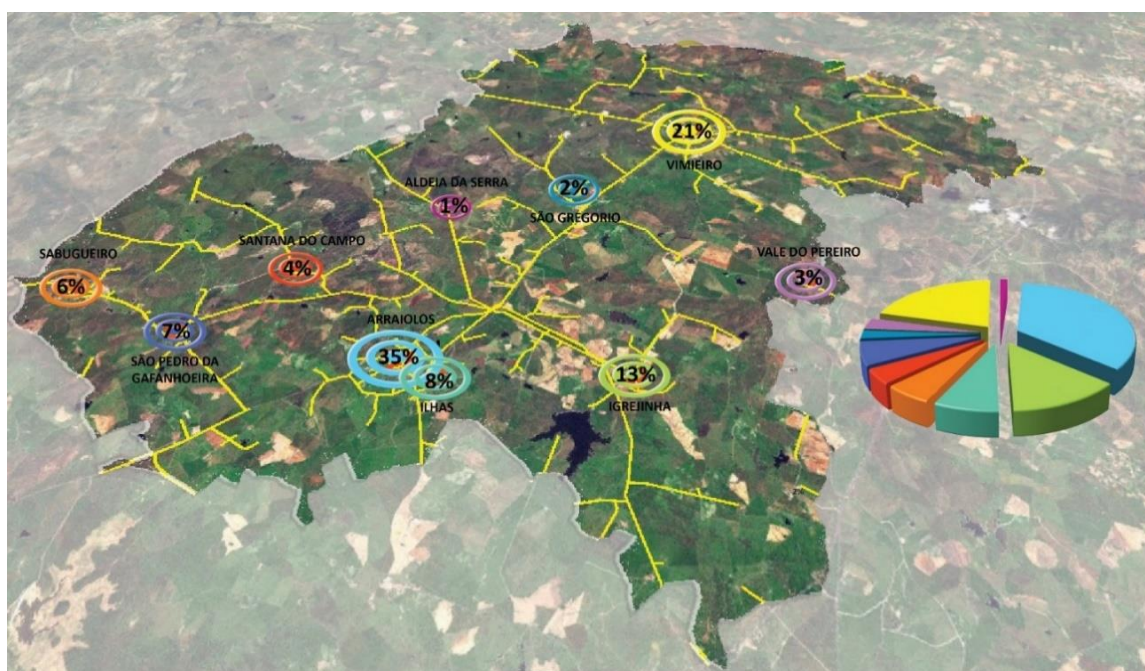 21%
VIMIEIRO
ALDEIA DA SERRA
1%
2%
SÃO GREGORIO
SABUGUEIRO
6%
SANTANA DO CAMPO
4%
VALE DO PEREIRO
3%
7%
SÃO PEDRO DA
GAFANHOEIRA
ARRAIOLOS
35%
8%
ILHAS
13%
IGREJINHA